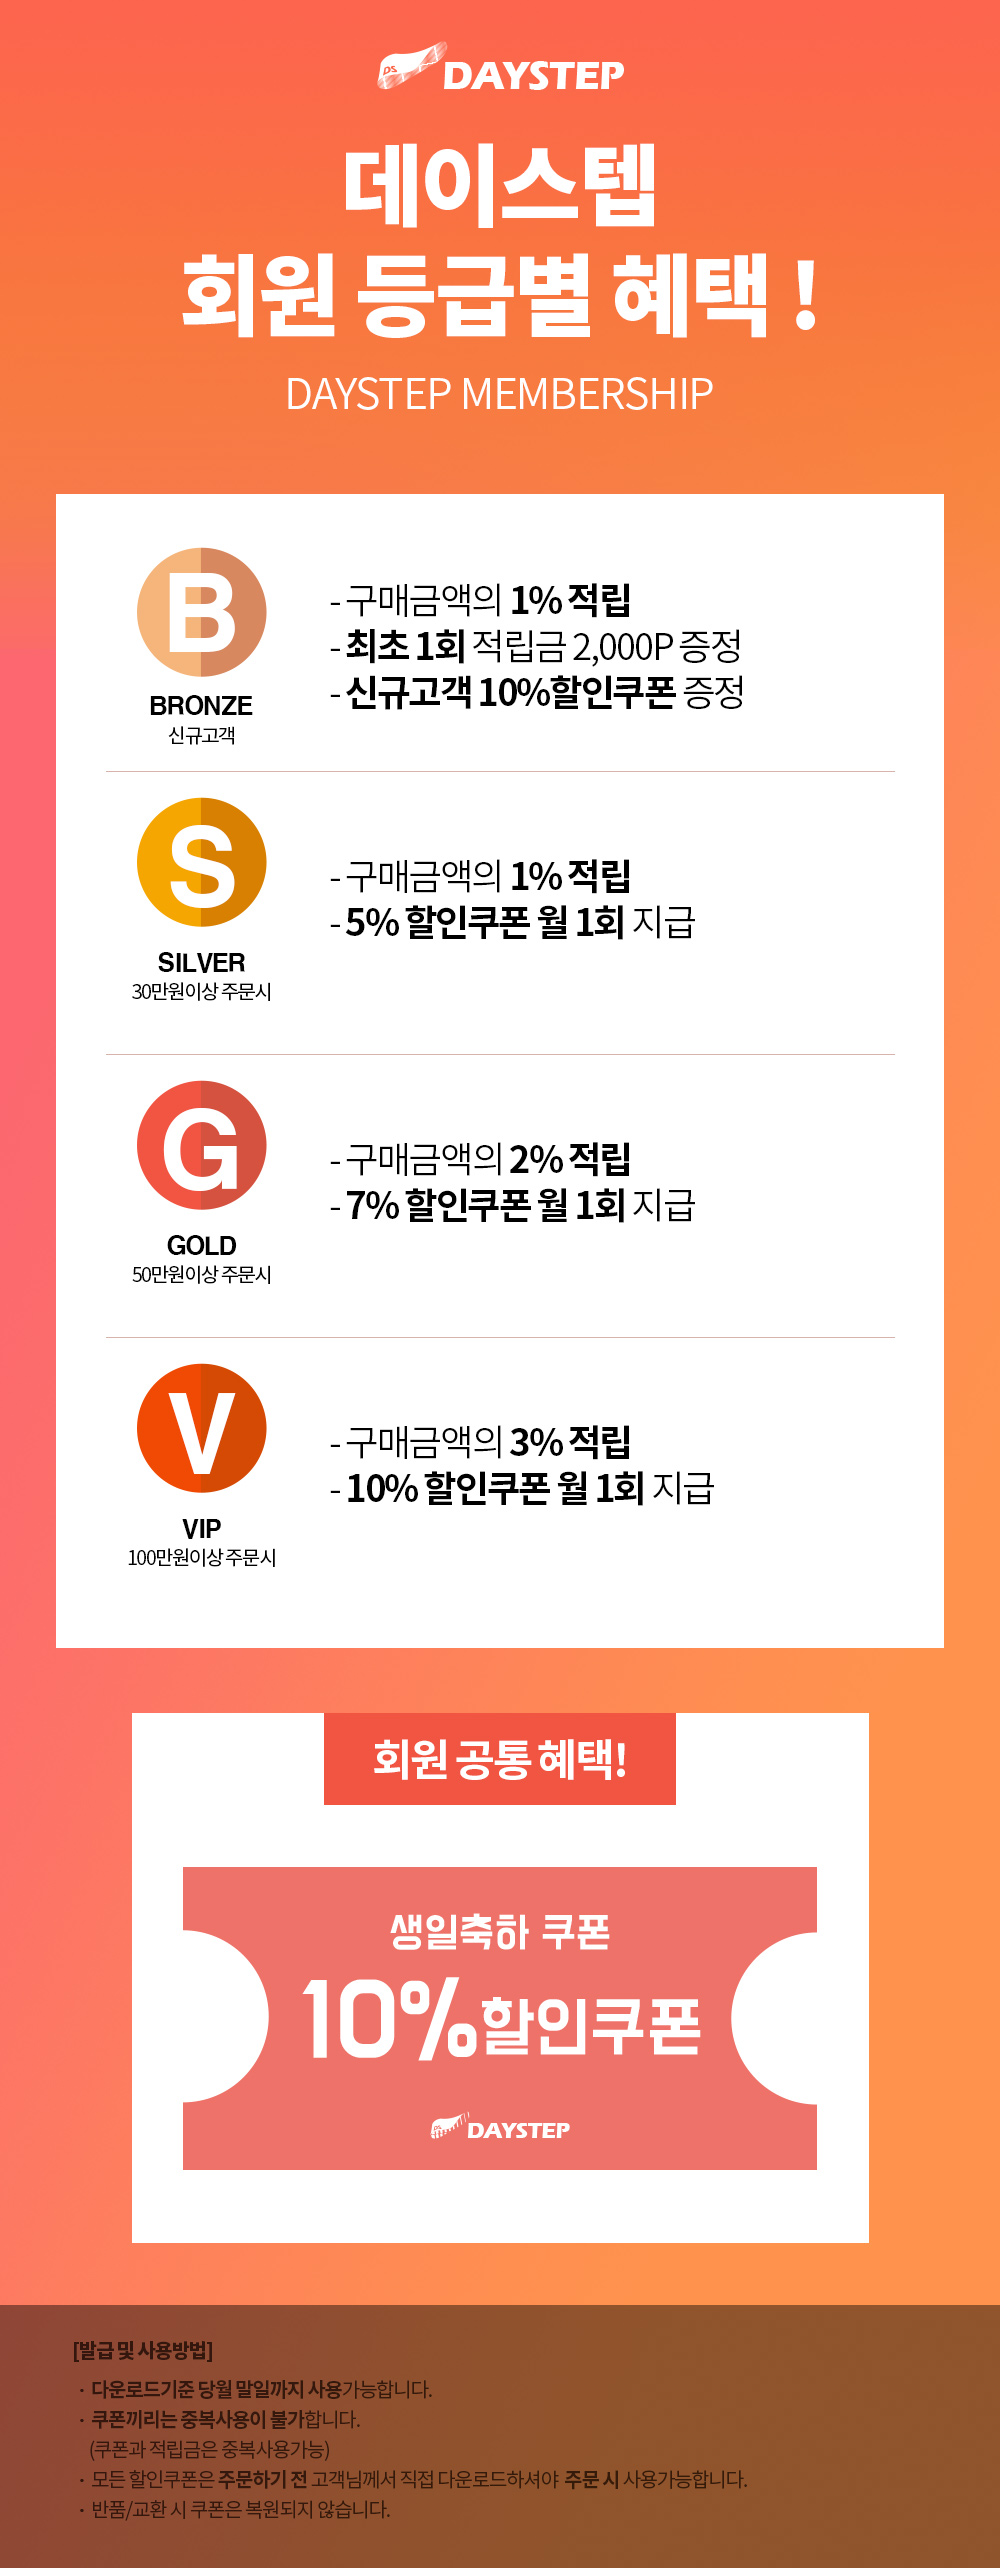 DS
DAYSTEP
데이스텝
회원 등급별 혜택 !
DAYSTEP MEMBERSHIP
B
BRONZE
신규고객
- 구매금액의 1% 적립
- 최초 1회 적립금 2,000P 증정
- 신규고객 10%할인쿠폰 증정
S
SILVER
30만원이상 주문시
- 구매금액의 1% 적립
- 5% 할인쿠폰 월 1회 지급
G
GOLD
50만원이상 주문시
- 구매금액의 2% 적립
- 7% 할인쿠폰 월 1회 지급
V
VIP
100만원이상 주문시
- 구매금액의 3% 적립
- 10% 할인쿠폰 월 1회 지급
회원 공통 혜택!
생일축하 쿠폰
10%할인쿠폰
DAYSTEP
[발급 및 사용방법]
· 다운로드기준 당월 말일까지 사용가능합니다.
· 쿠폰끼리는 중복사용이 불가합니다.
(쿠폰과 적립금은 중복사용가능)
· 모든 할인쿠폰은 주문하기 전 고객님께서 직접 다운로드하셔야 주문 시 사용가능합니다.
· 반품/교환 시 쿠폰은 복원되지 않습니다.